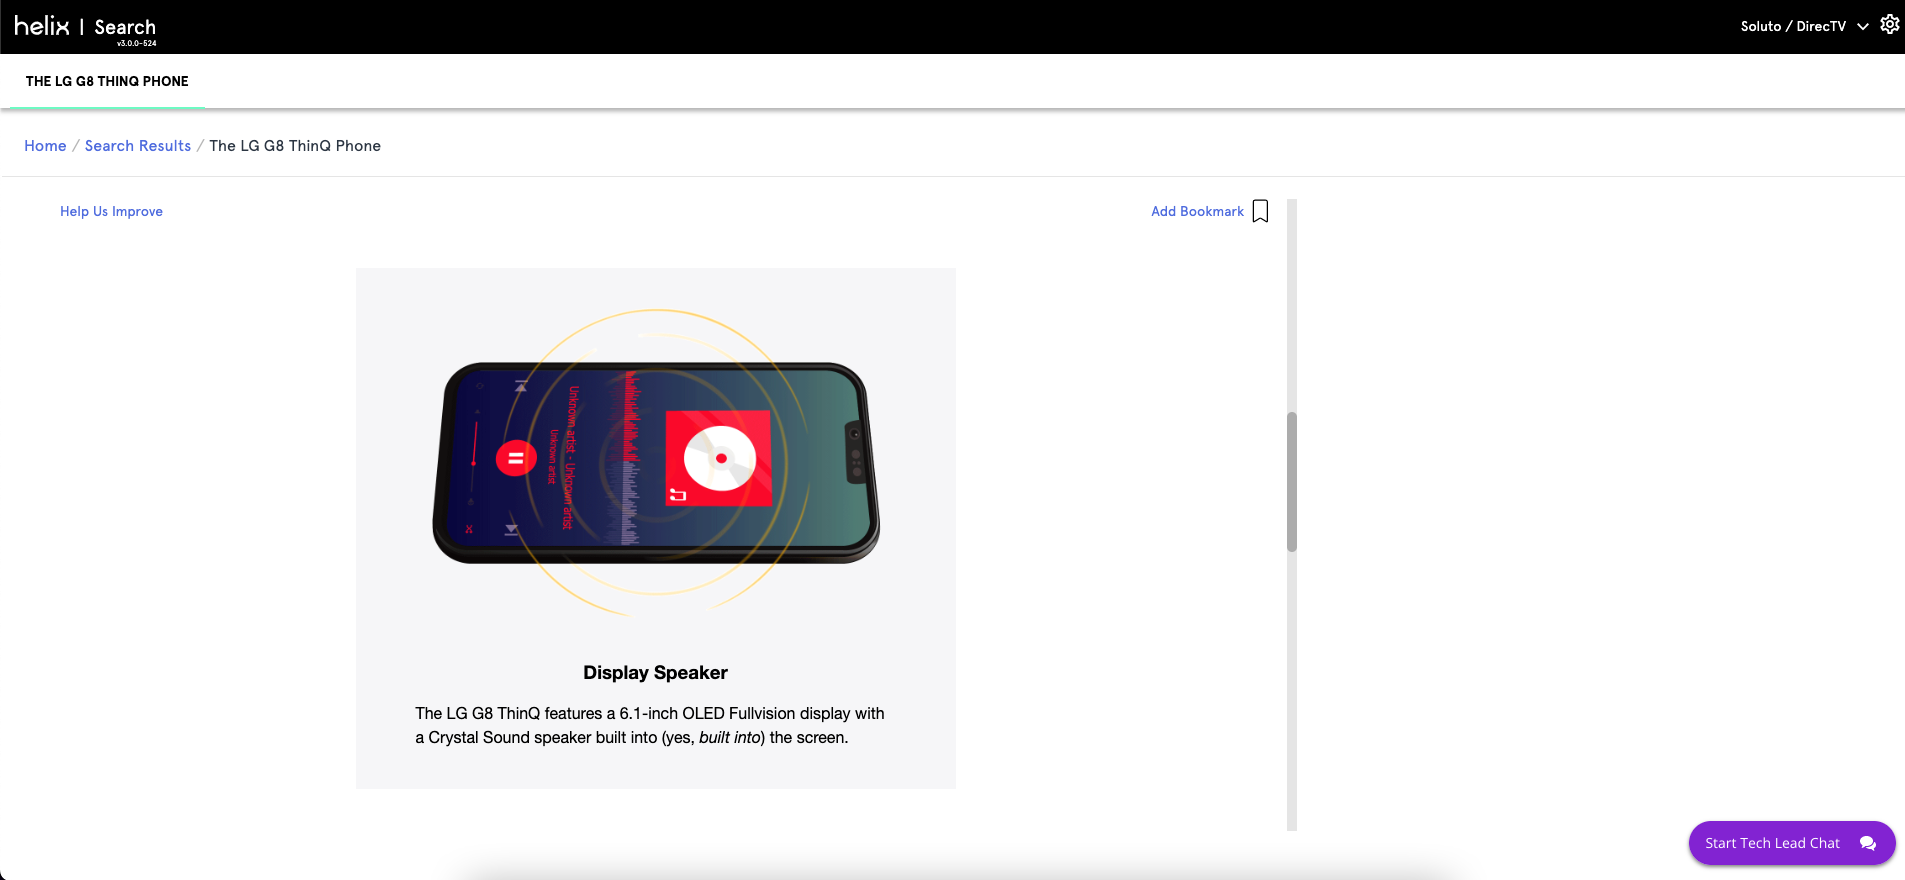 helix | Search
v3.0.0-524
Soluto / DirecTV
THE LG G8 THINQ PHONE
Home / Search Results / The LG G8 ThinQ Phone
Help Us Improve
Add Bookmark
Unknown artist - Unknown artist
Unknown artist
Display Speaker
The LG G8 ThinQ features a 6.1-inch OLED Fullvision display with
a Crystal Sound speaker built into (yes, built into) the screen.
Start Tech Lead Chat